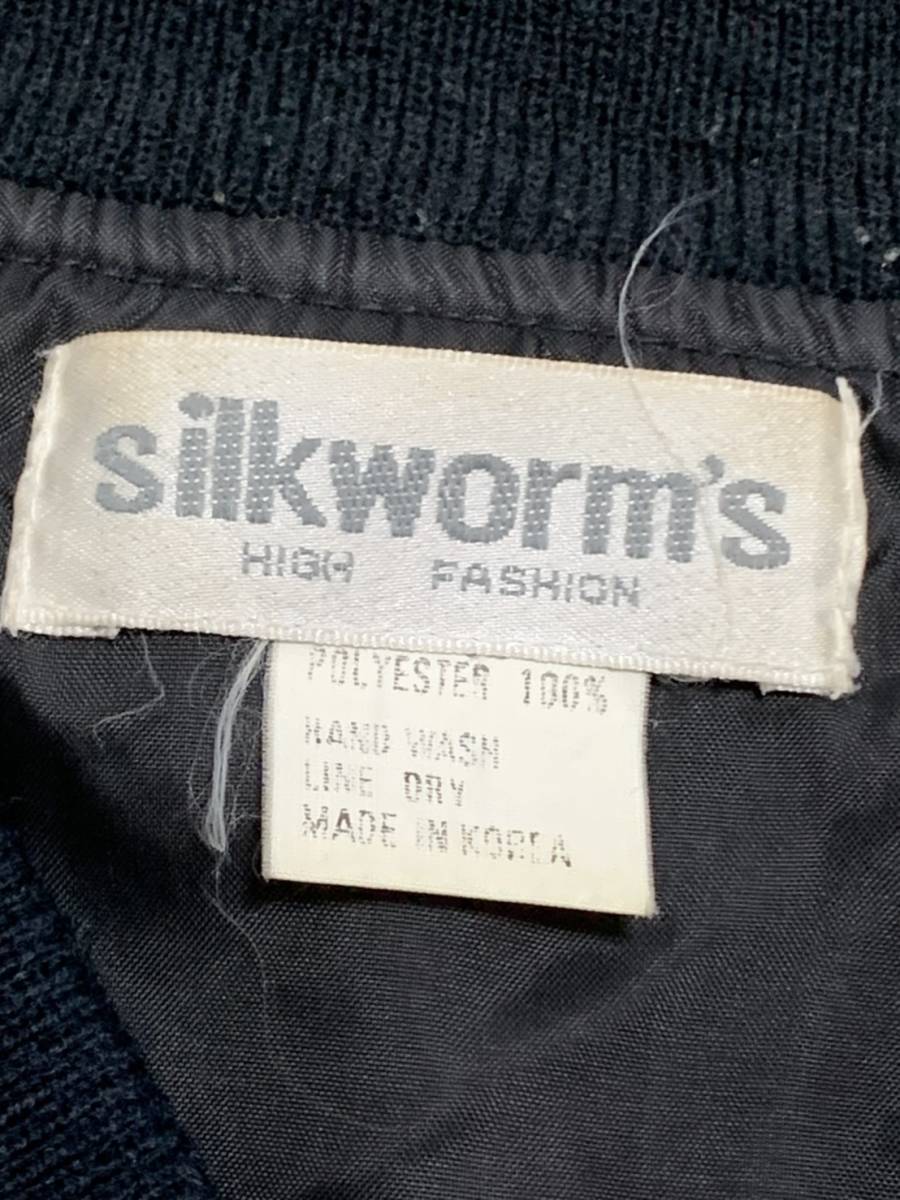 silkworm's
HIGH FASHION
POLYESTER 100%
HAND WASH
LINE DRY
MADE IN KOREA